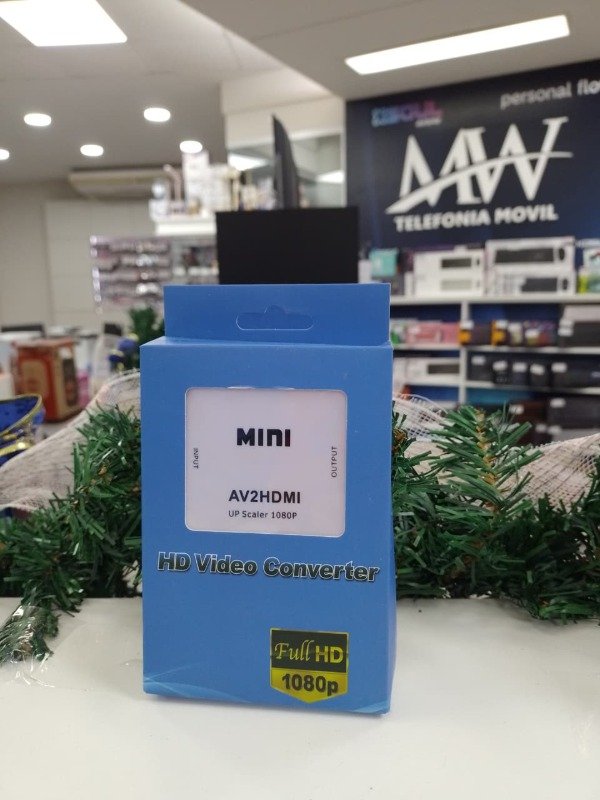 personal flo
MW
TELEFONIA MOVIL
MINI
INPUT
OUTPUT
AV2HDMI
UP Scaler 1080P
HD Video Converter
Full HD
1080p